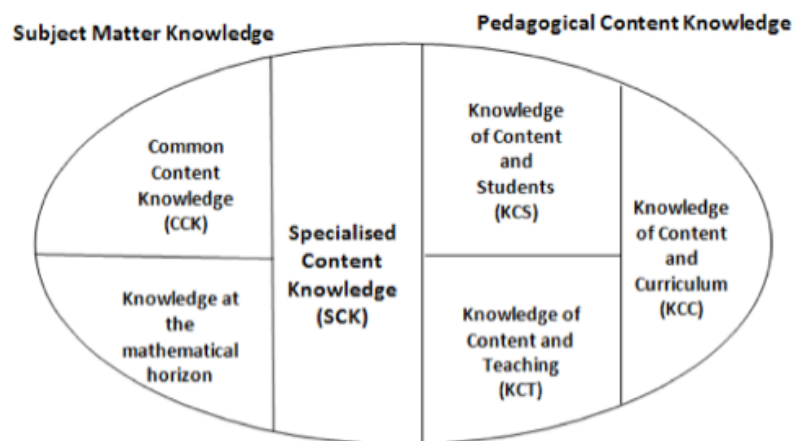 Subject Matter Knowledge
Pedagogical Content Knowledge
Common
Content
Knowledge
(CCK)
Knowledge at
the
mathematical
horizon
Specialised
Content
Knowledge
(SCK)
Knowledge
of Content
and
Students
(KCS)
Knowledge of
Content and
Teaching
(KCT)
Knowledge
of Content
and
Curriculum
(KCC)